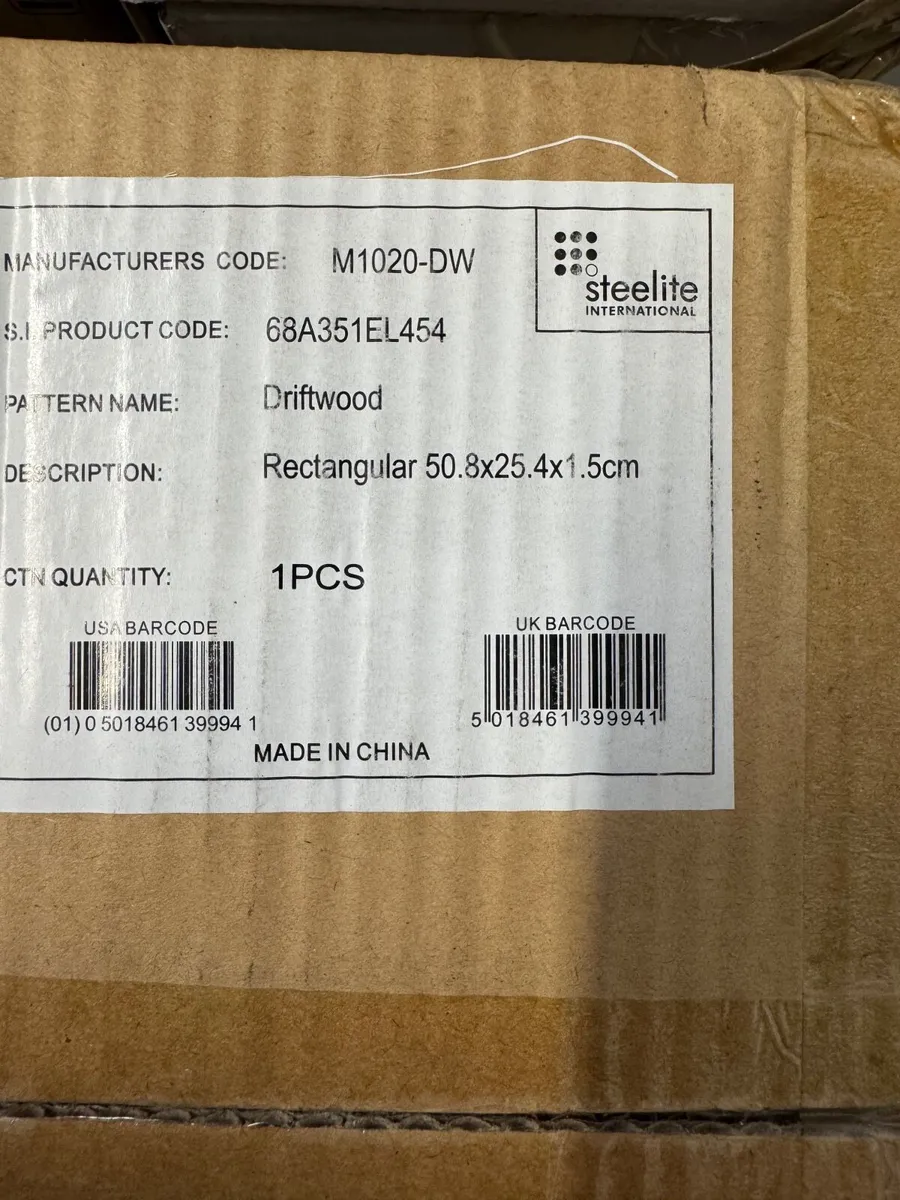 MANUFACTURERS CODE: M1020-DW
steelite
INTERNATIONAL
S.I PRODUCT CODE: 68A351EL454
PATTERN NAME: Driftwood
DESCRIPTION: Rectangular 50.8x25.4x1.5cm
CTN QUANTITY: 1PCS
USA BARCODE
(01) 0 5018461 39994 1
UK BARCODE
5 018461 399941
MADE IN CHINA